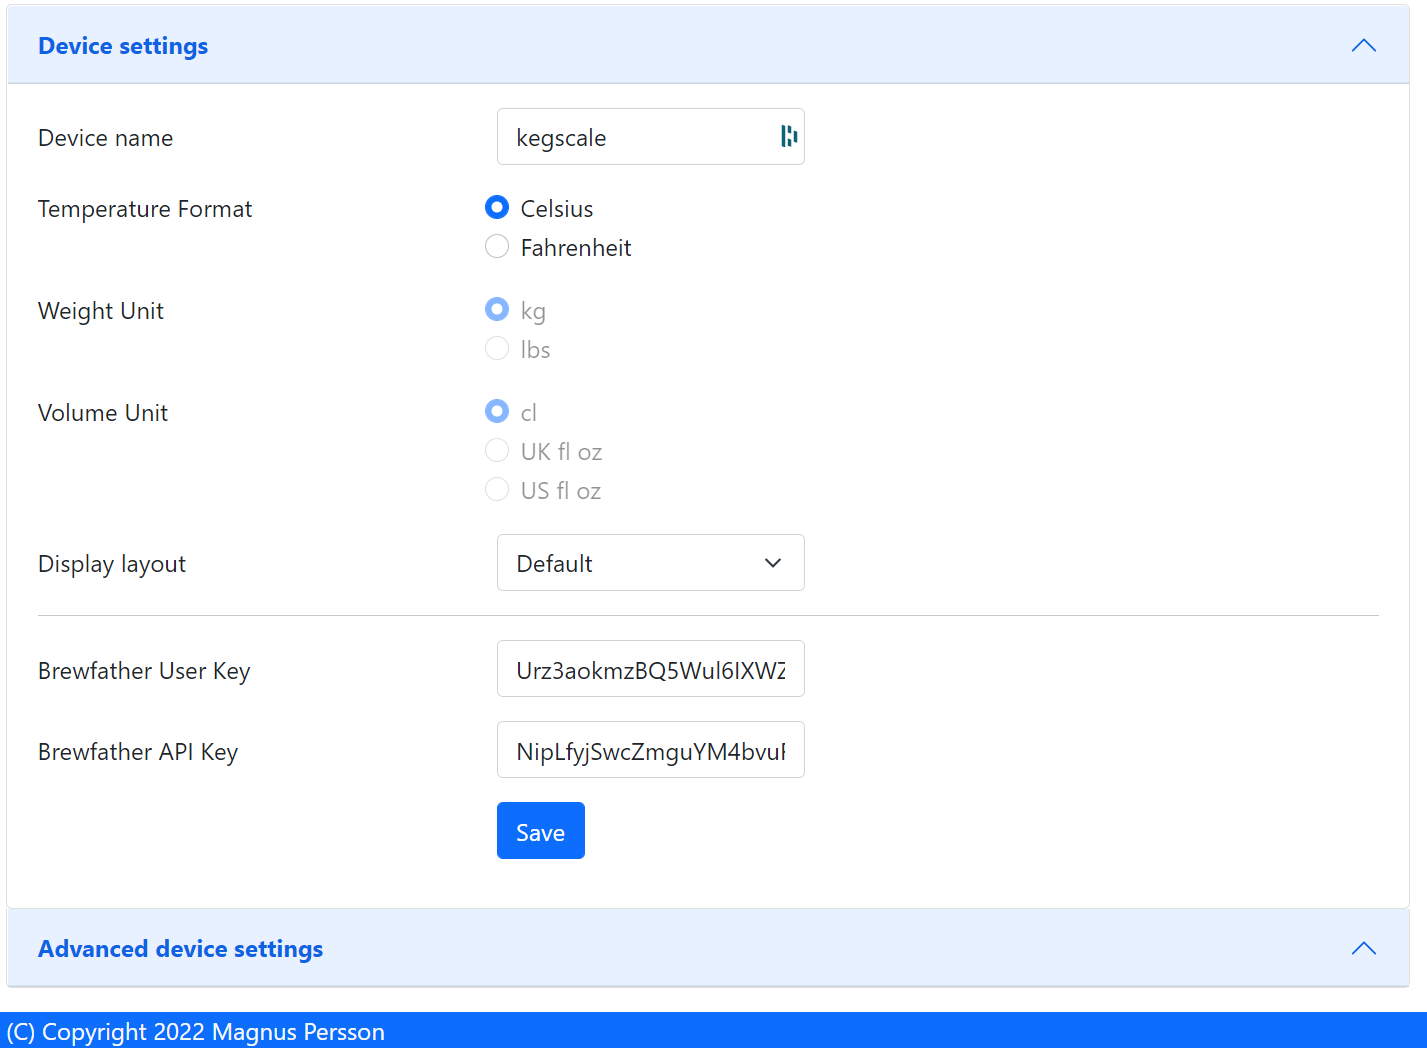 Device settings
Device name kegscale
Temperature Format Celsius
Fahrenheit
Weight Unit kg
lbs
Volume Unit cl
UK fl oz
US fl oz
Display layout Default
Brewfather User Key Urz3aokmzBQ5Wul6IXWZ
Brewfather API Key NipLfyjSwcZmguYM4bvuF
Save
Advanced device settings
(C) Copyright 2022 Magnus Persson